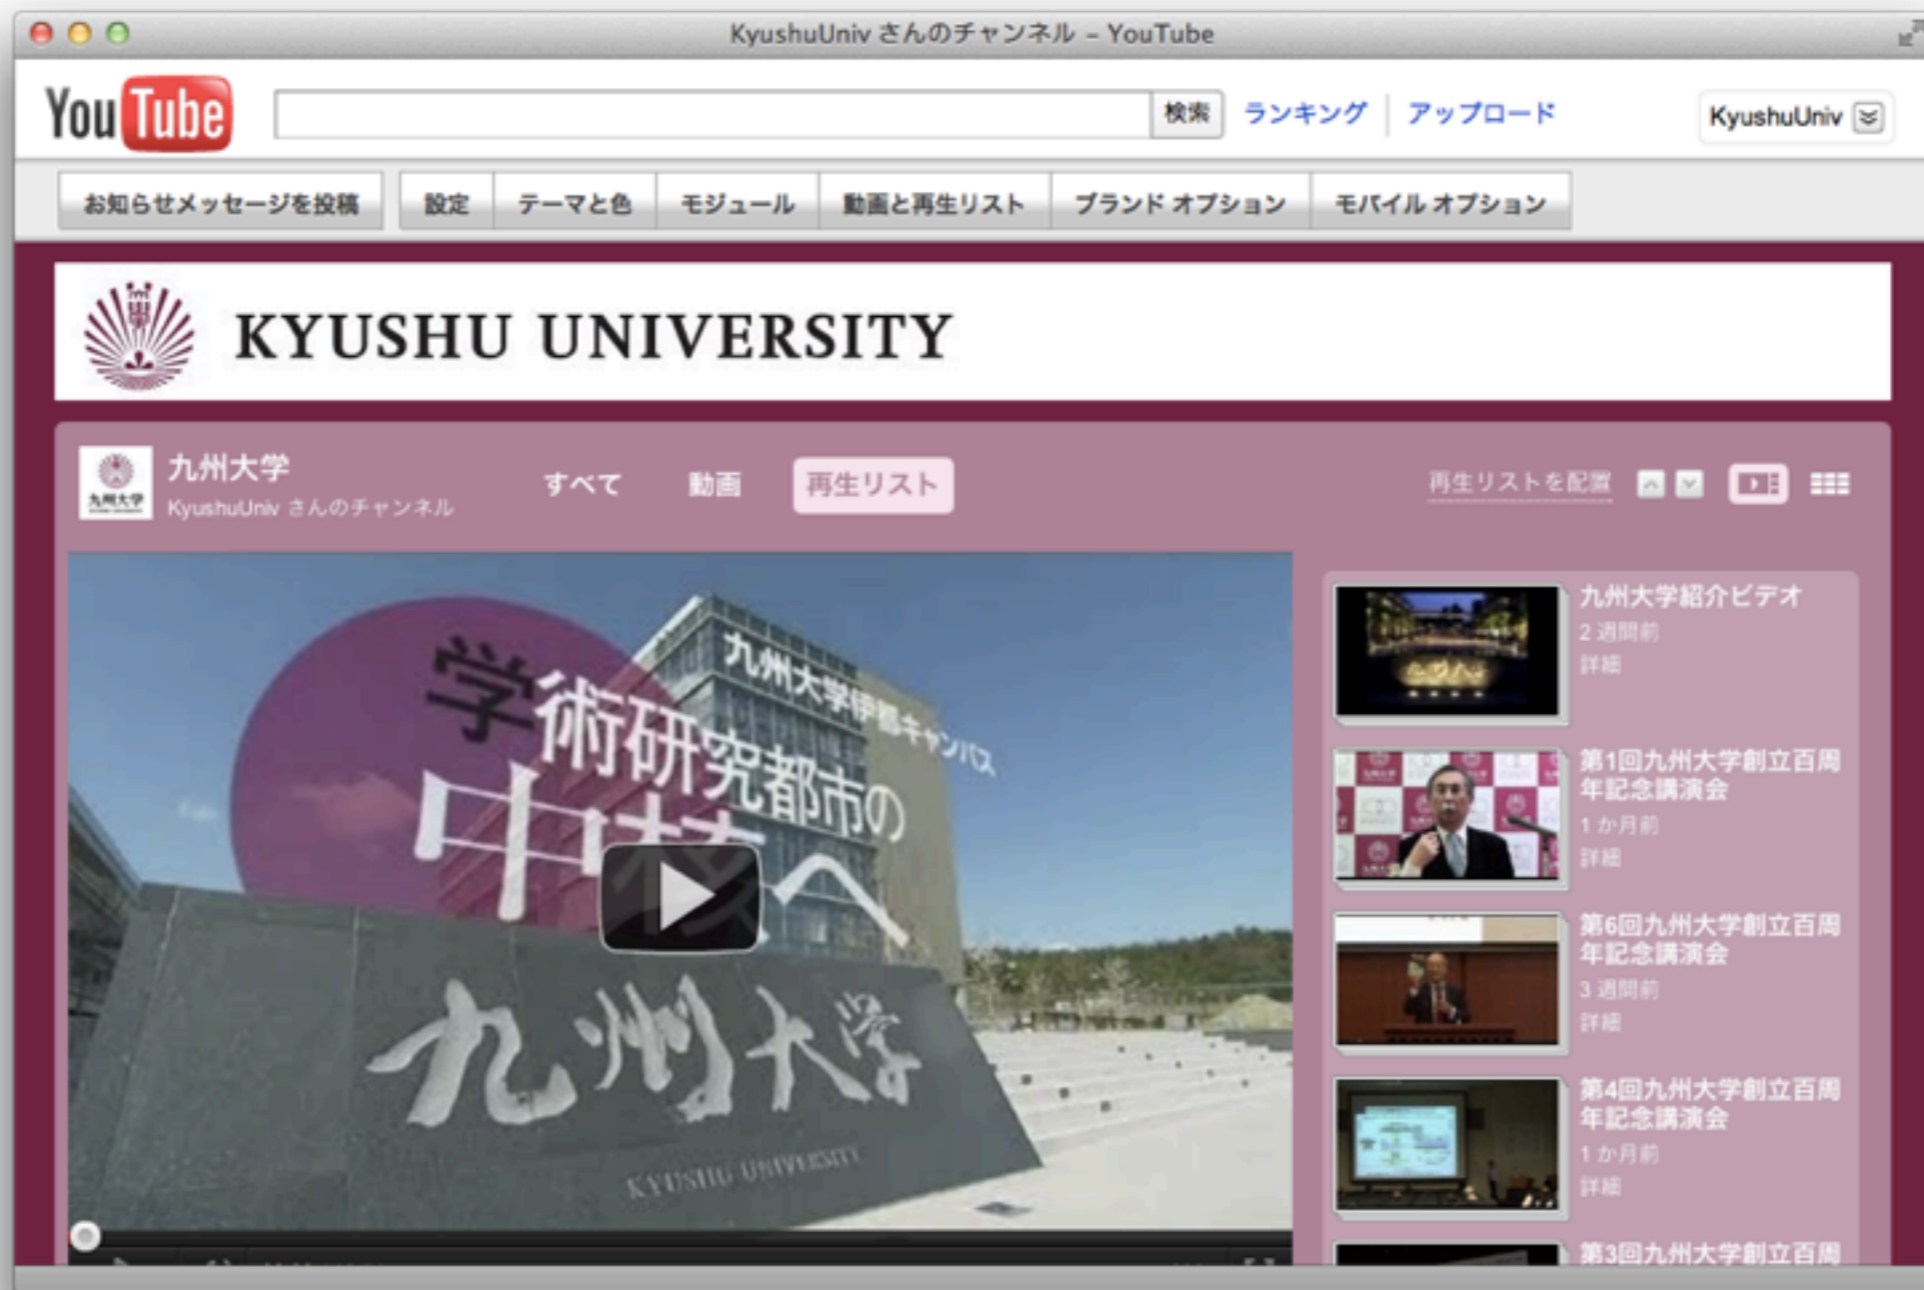 KyushuUniv さんのチャンネル – YouTube
YouTube
検索
ランキング
アップロード
KyushuUniv
お知らせメッセージを投稿
設定
テーマと色
モジュール
動画と再生リスト
ブランド オプション
モバイル オプション
KYUSHU UNIVERSITY
九州大学
九州大学
KyushuUniv さんのチャンネル
すべて
動画
再生リスト
再生リストを配置
九州大学伊都キャンパス
学術研究都市の
中核へ
九州大学
KYUSHU UNIVERSITY
九州大学
九州大学紹介ビデオ
2 週間前
詳細
第1回九州大学創立百周
年記念講演会
1 か月前
詳細
第6回九州大学創立百周
年記念講演会
3 週間前
詳細
第4回九州大学創立百周
年記念講演会
1 か月前
詳細
第3回九州大学創立百周